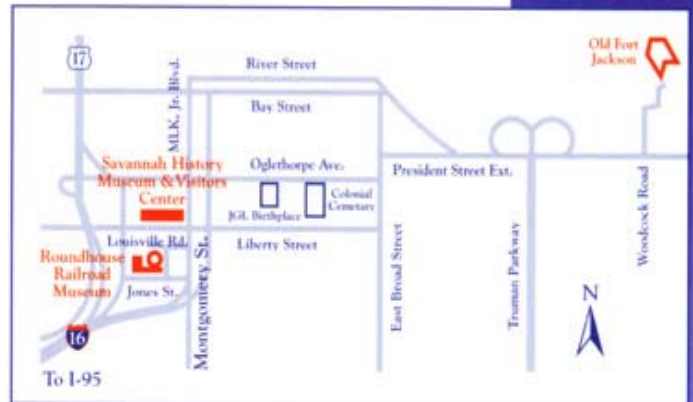 17
MLK, Jr. Blvd.
River Street
Bay Street
Old Fort
Jackson
Savannah History
Museum & Visitors
Center
Oglethorpe Ave.
President Street Ext.
JGL Birthplace
Colonial
Cemetary
Louisville Rd.
Liberty Street
Montgomery St.
Roundhouse
Railroad
Museum
Jones St.
East Broad Street
Truman Parkway
Woodcock Road
N
16
To I-95